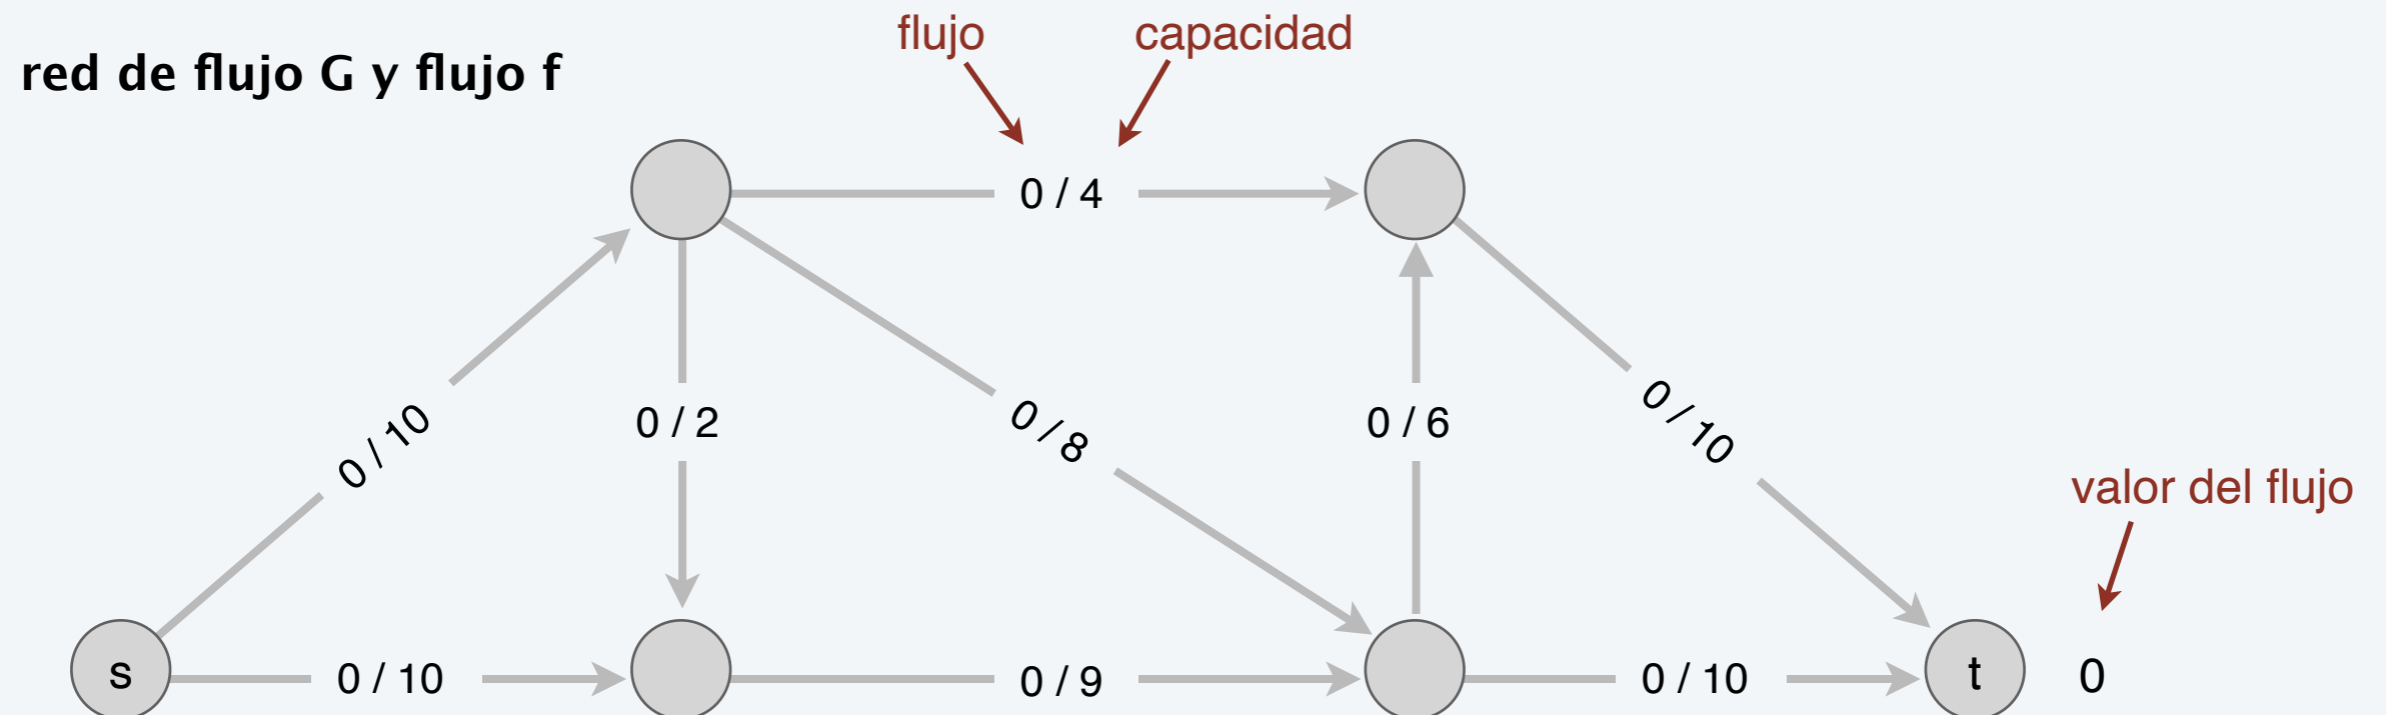 flujo
capacidad
red de flujo G y flujo f
0 / 4
0 / 10
0 / 2
0 / 8
0 / 6
0 / 10
valor del flujo
s
0 / 10
0 / 9
0 / 10
t
0